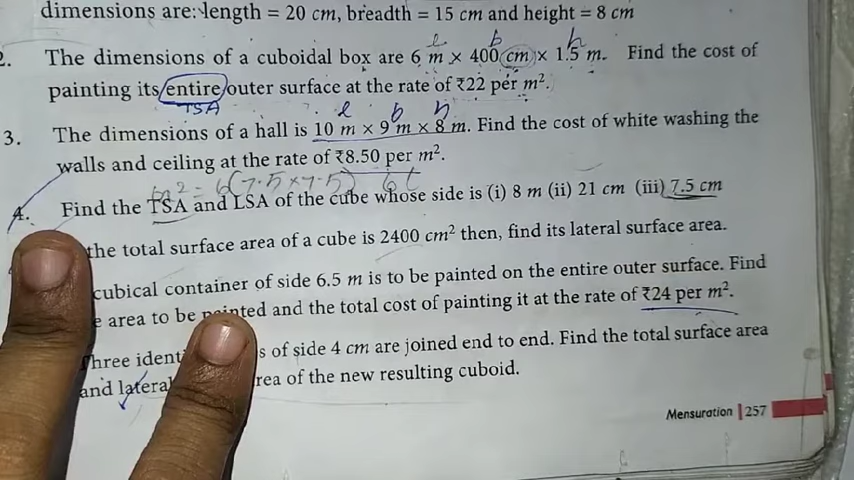 dimensions are: length = 20 cm, breadth = 15 cm and height = 8 cm
l b h
2. The dimensions of a cuboidal box are 6 m × 400 cm × 1.5 m. Find the cost of
painting its entire outer surface at the rate of ₹22 per m².
TSA
l b h
3. The dimensions of a hall is 10 m × 9 m × 8 m. Find the cost of white washing the
walls and ceiling at the rate of ₹8.50 per m².
= 6(7.5 × 7.5)
4. Find the TSA and LSA of the cube whose side is (i) 8 m (ii) 21 cm (iii) 7.5 cm
the total surface area of a cube is 2400 cm² then, find its lateral surface area.
cubical container of side 6.5 m is to be painted on the entire outer surface. Find
e area to be painted and the total cost of painting it at the rate of ₹24 per m².
Three identi s of side 4 cm are joined end to end. Find the total surface area
and lateral rea of the new resulting cuboid.
Mensuration | 257